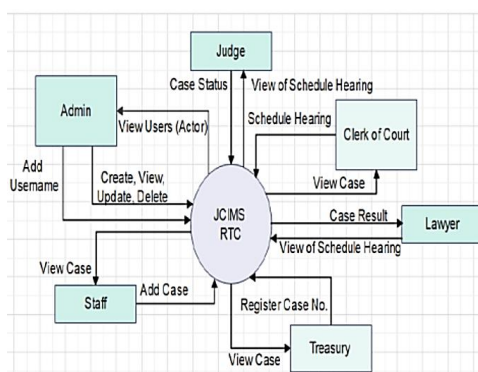 Judge
Case Status
View of Schedule Hearing
Admin
View Users (Actor)
Schedule Hearing
Clerk of Court
Add
Username
Create, View,
Update, Delete
View Case
JCIMS
RTC
Case Result
Lawyer
View of Schedule Hearing
View Case
Staff
Add Case
Register Case No.
View Case
Treasury